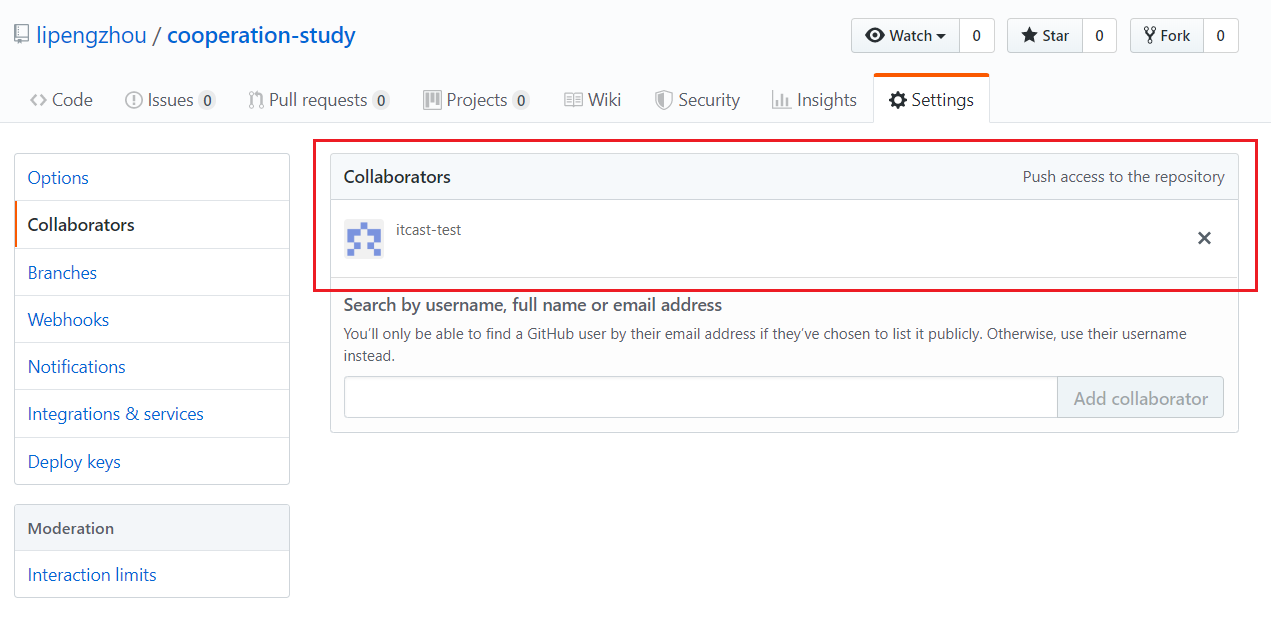 lipengzhou / cooperation-study
Watch 0 Star 0 Fork 0
Code Issues 0 Pull requests 0 Projects 0 Wiki Security Insights Settings
Options
Collaborators
Branches
Webhooks
Notifications
Integrations & services
Deploy keys
Moderation
Interaction limits
Collaborators Push access to the repository
itcast-test
Search by username, full name or email address
You’ll only be able to find a GitHub user by their email address if they’ve chosen to list it publicly. Otherwise, use their username
instead.
Add collaborator